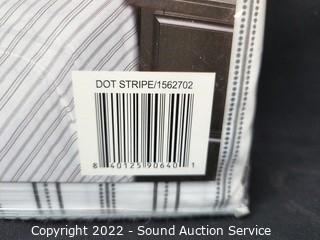 DOT STRIPE/1562702
8 40125 90640 1
Copyright 2022 - Sound Auction Service